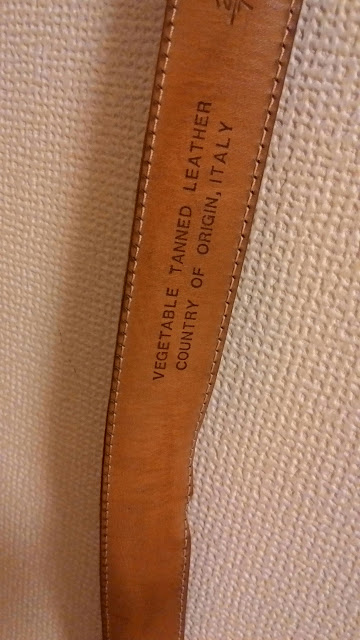 VEGETABLE TANNED LEATHER
COUNTRY OF ORIGIN, ITALY